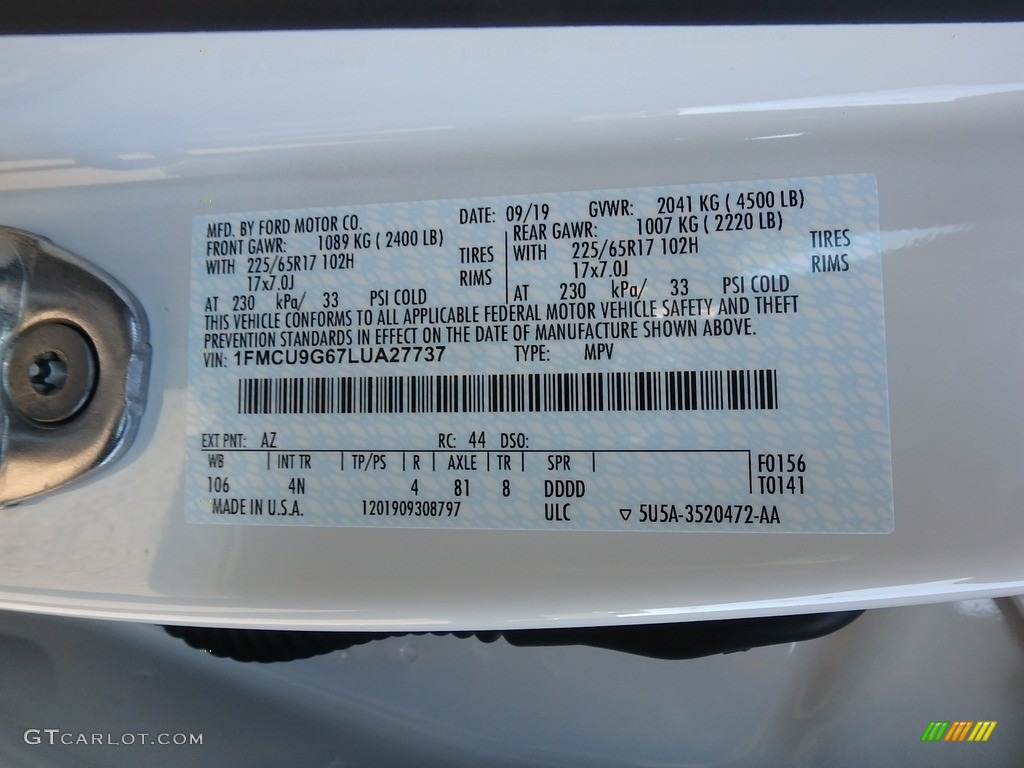 MFD. BY FORD MOTOR CO. DATE: 09/19 GVWR: 2041 KG ( 4500 LB)
FRONT GAWR: 1089 KG ( 2400 LB) REAR GAWR: 1007 KG ( 2220 LB)
WITH 225/65R17 102H TIRES WITH 225/65R17 102H TIRES
17x7.0J RIMS 17x7.0J RIMS
AT 230 kPa/ 33 PSI COLD AT 230 kPa/ 33 PSI COLD
THIS VEHICLE CONFORMS TO ALL APPLICABLE FEDERAL MOTOR VEHICLE SAFETY AND THEFT
PREVENTION STANDARDS IN EFFECT ON THE DATE OF MANUFACTURE SHOWN ABOVE.
VIN: 1FMCU9G67LUA27737 TYPE: MPV
EXT PNT: AZ RC: 44 DSO:
WB INT TR TP/PS R AXLE TR SPR F0156
106 4N 4 81 8 DDDD T0141
MADE IN U.S.A. 1201909308797 ULC ▽ 5U5A-3520472-AA
GTCARLOT.COM